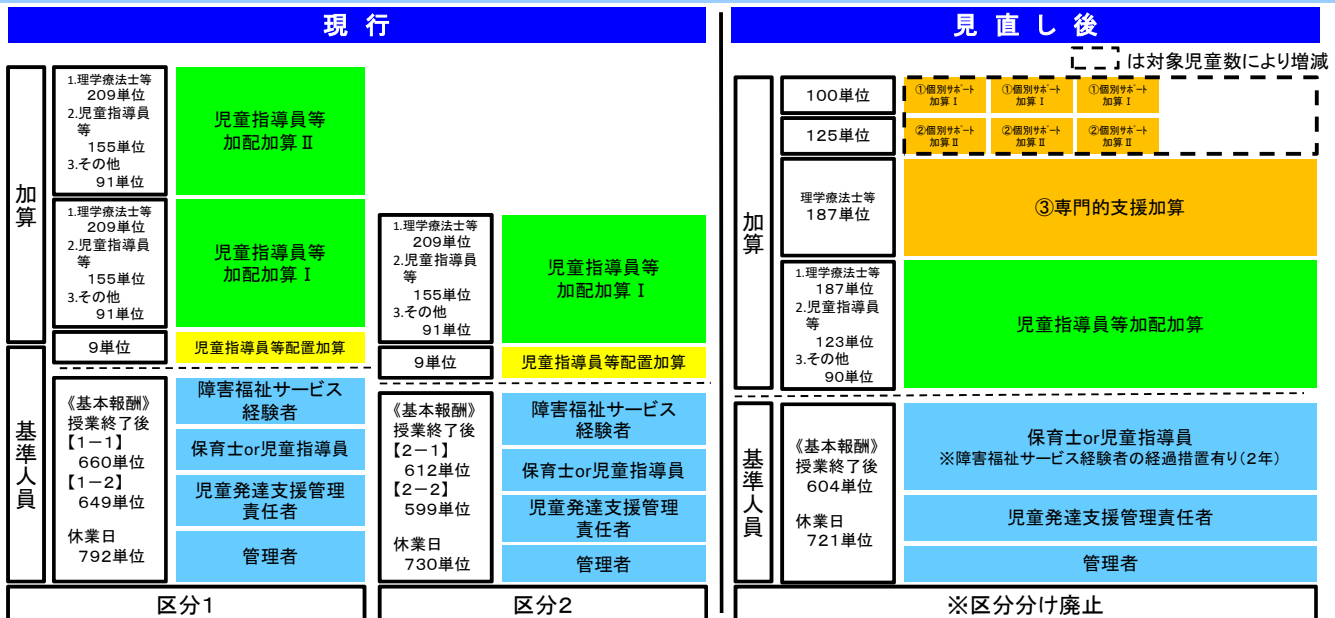 現 行
加算
1.理学療法士等
209単位
2.児童指導員
等
155単位
3.その他
91単位
児童指導員等
加配加算Ⅱ
1.理学療法士等
209単位
2.児童指導員
等
155単位
3.その他
91単位
児童指導員等
加配加算Ⅰ
9単位
児童指導員等配置加算
基準人員
《基本報酬》
授業終了後
【1－1】
660単位
【1－2】
649単位
休業日
792単位
障害福祉サービス
経験者
保育士or児童指導員
児童発達支援管理
責任者
管理者
区分1
1.理学療法士等
209単位
2.児童指導員
等
155単位
3.その他
91単位
児童指導員等
加配加算Ⅰ
9単位
児童指導員等配置加算
《基本報酬》
授業終了後
【2－1】
612単位
【2－2】
599単位
休業日
730単位
障害福祉サービス
経験者
保育士or児童指導員
児童発達支援管理
責任者
管理者
区分2
見 直 し 後
は対象児童数により増減
加算
100単位
①個別ｻﾎﾟｰﾄ
加算Ⅰ
①個別ｻﾎﾟｰﾄ
加算Ⅰ
①個別ｻﾎﾟｰﾄ
加算Ⅰ
125単位
②個別ｻﾎﾟｰﾄ
加算Ⅱ
②個別ｻﾎﾟｰﾄ
加算Ⅱ
②個別ｻﾎﾟｰﾄ
加算Ⅱ
理学療法士等
187単位
③専門的支援加算
1.理学療法士等
187単位
2.児童指導員
等
123単位
3.その他
90単位
児童指導員等加配加算
基準人員
《基本報酬》
授業終了後
604単位
休業日
721単位
保育士or児童指導員
※障害福祉サービス経験者の経過措置有り(2年)
児童発達支援管理責任者
管理者
※区分分け廃止